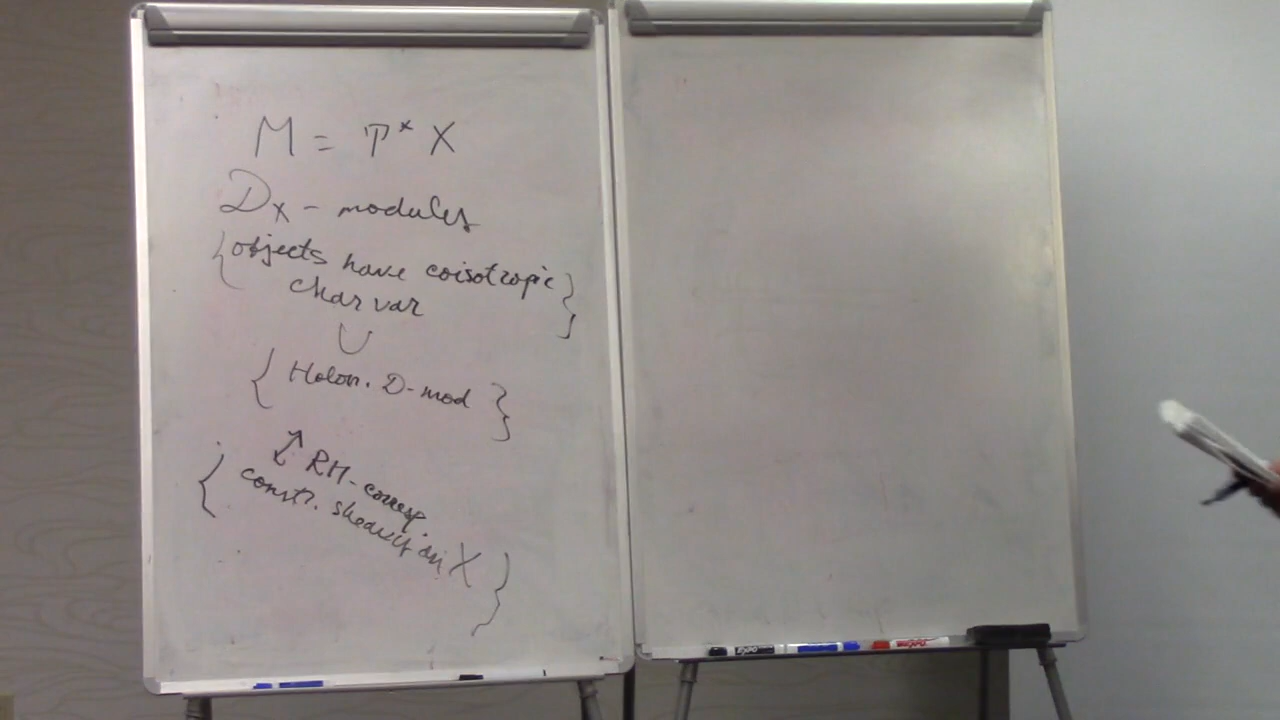 M = T* X
D_X - modules
{objects have coisotropic
char var}
∪
{Holon. D-mod}
↕ RH-corresp.
{constr. sheaves on X}